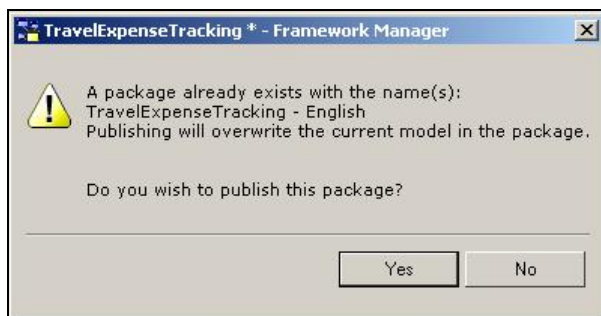 TravelExpenseTracking * - Framework Manager
A package already exists with the name(s):
TravelExpenseTracking - English
Publishing will overwrite the current model in the package.
Do you wish to publish this package?
Yes No